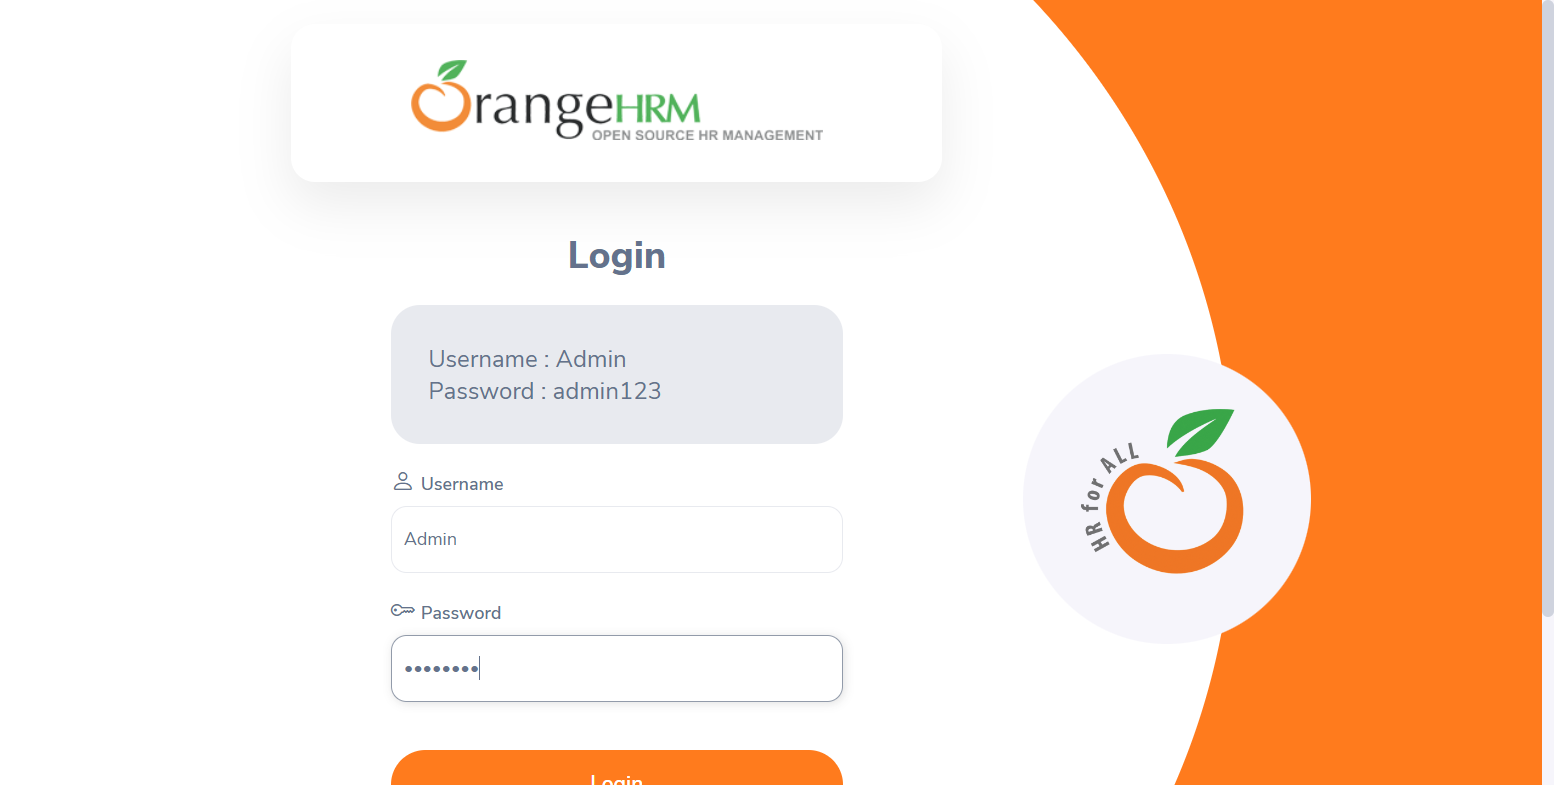 OrangeHRM
OPEN SOURCE HR MANAGEMENT
Login
Username : Admin
Password : admin123
Username
Admin
Password
••••••••
Login
HR for ALL